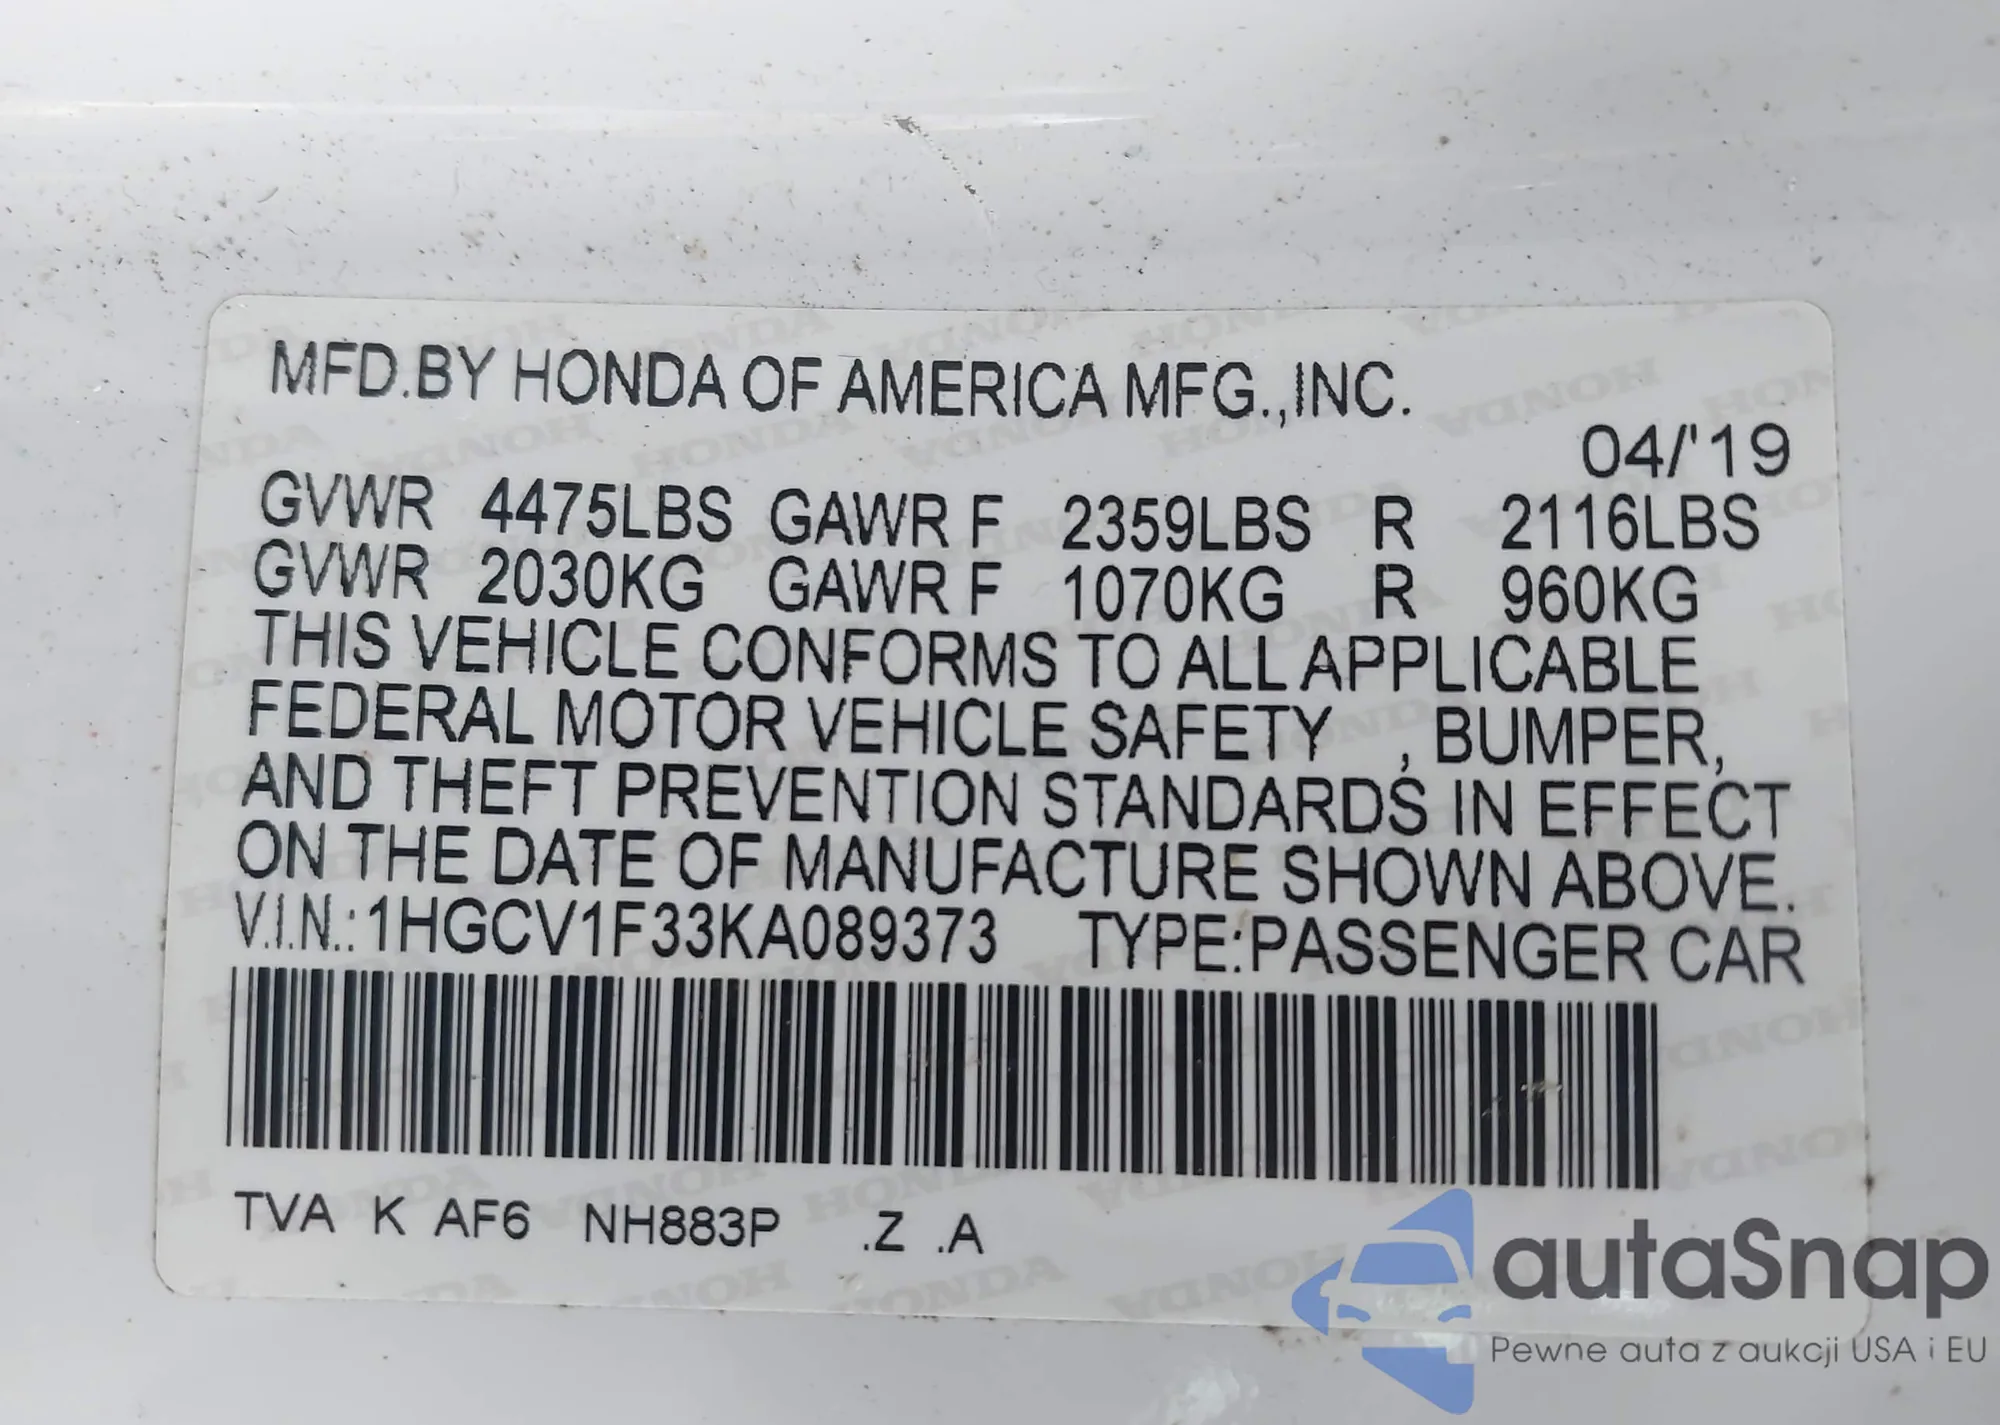 MFD.BY HONDA OF AMERICA MFG.,INC.
04/'19
GVWR 4475LBS GAWR F 2359LBS R 2116LBS
GVWR 2030KG GAWR F 1070KG R 960KG
THIS VEHICLE CONFORMS TO ALL APPLICABLE
FEDERAL MOTOR VEHICLE SAFETY , BUMPER,
AND THEFT PREVENTION STANDARDS IN EFFECT
ON THE DATE OF MANUFACTURE SHOWN ABOVE.
V.I.N.: 1HGCV1F33KA089373 TYPE:PASSENGER CAR
TVA K AF6 NH883P .Z .A
autaSnap
Pewne auta z aukcji USA i EU